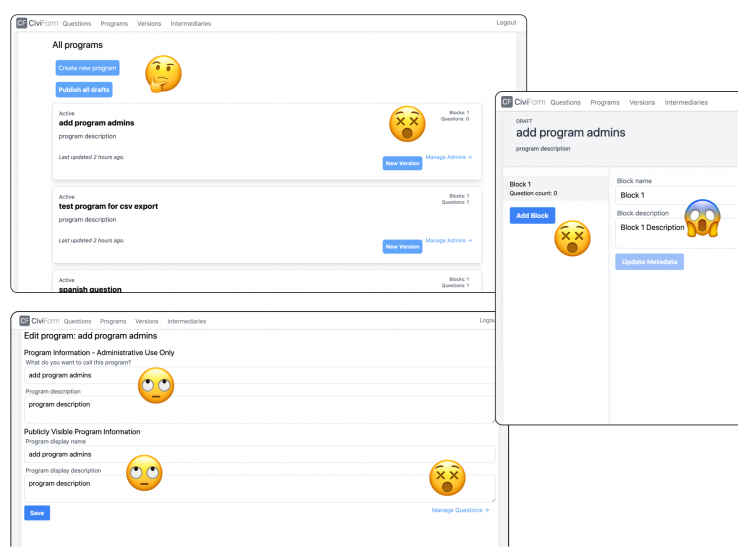 CF CiviForm Questions Programs Versions Intermediaries Logout
All programs
Create new program
Publish all drafts
Active
add program admins
program description
Last updated 2 hours ago.
Blocks: 1
Questions: 0
New Version
Manage Admins →
Active
test program for csv export
program description
Last updated 2 hours ago.
Blocks: 1
Questions: 1
New Version
Manage Admins →
Active
spanish question
Blocks: 1
Questions: 1
CF CiviForm Questions Programs Versions Intermediaries
DRAFT
add program admins
program description
Block 1
Question count: 0
Add Block
Block name
Block 1
Block description
Block 1 Description
Update Metadata
CF CiviForm Questions Programs Versions Intermediaries Logou
Edit program: add program admins
Program Information - Administrative Use Only
What do you want to call this program?
add program admins
Program description
program description
Publicly Visible Program Information
Program display name
add program admins
Program display description
program description
Save
Manage Questions →